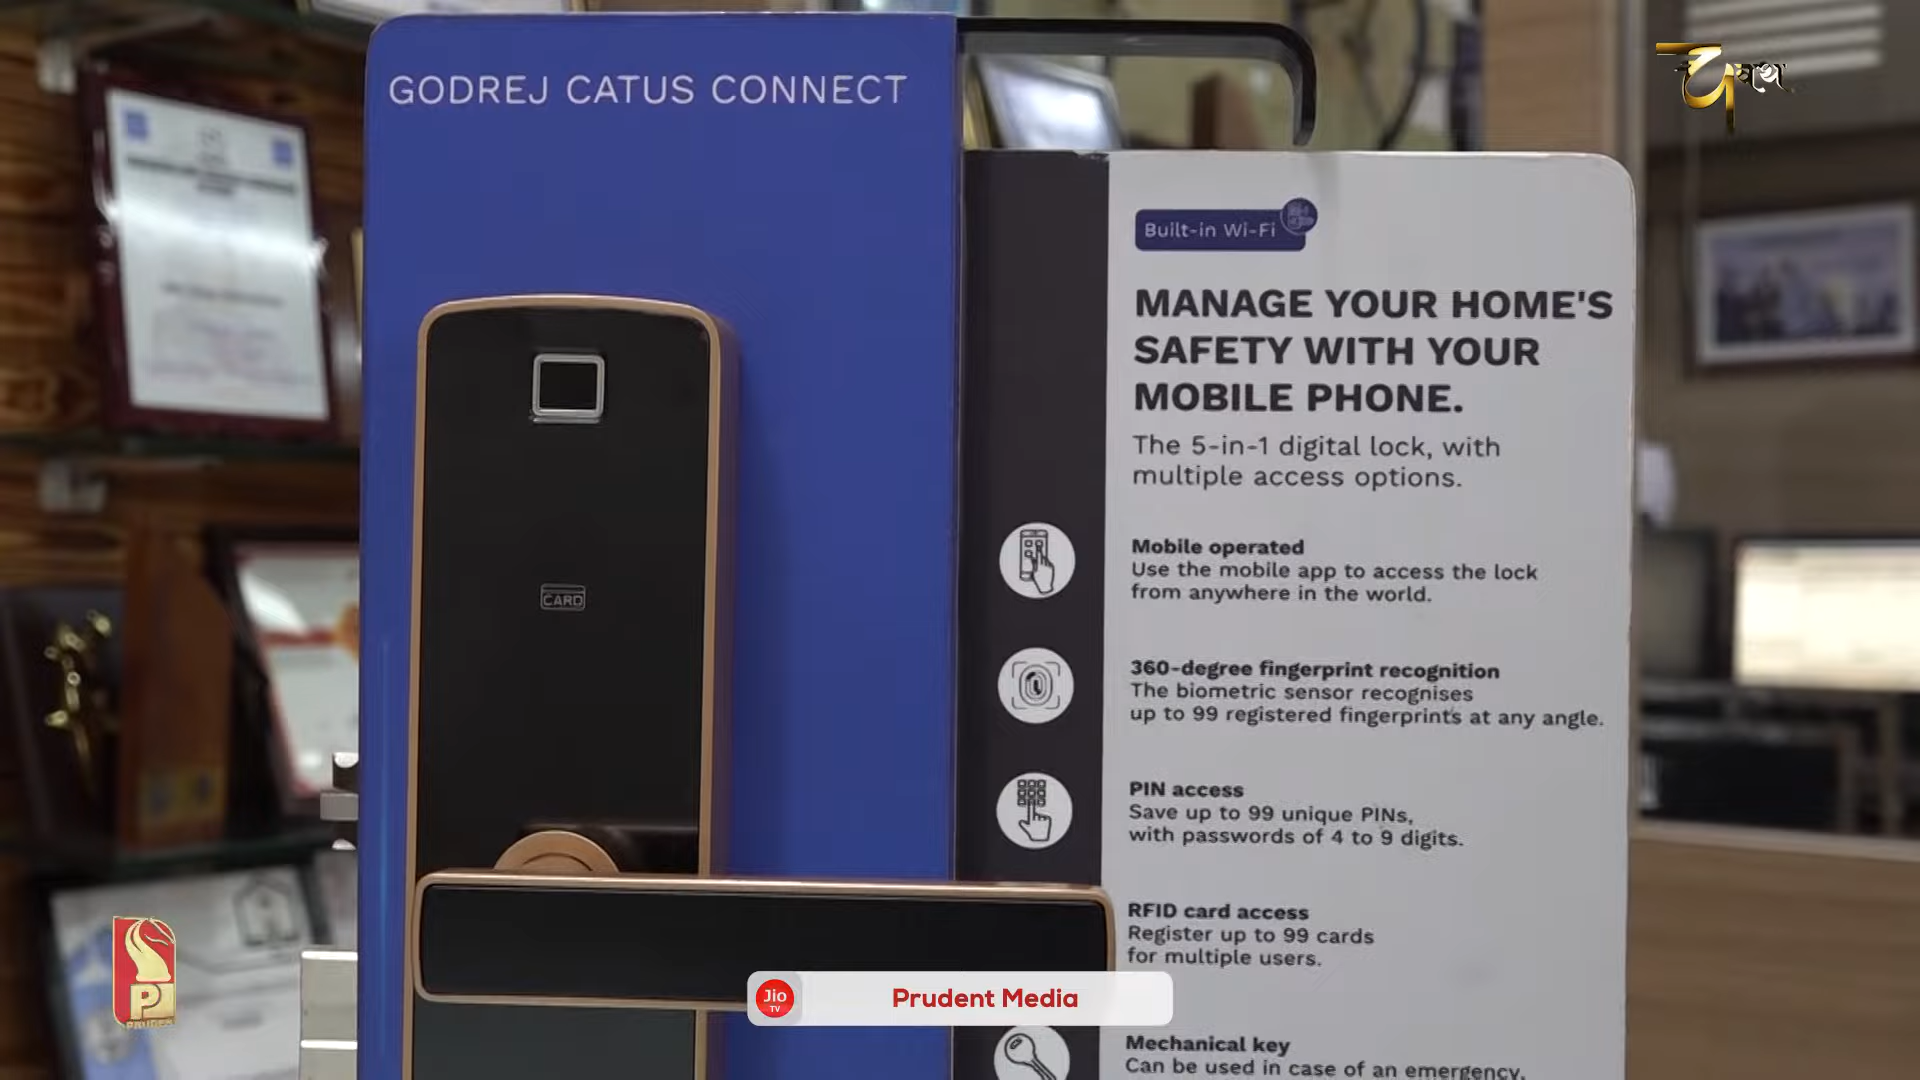 GODREJ CATUS CONNECT
Built-in Wi-Fi
MANAGE YOUR HOME'S
SAFETY WITH YOUR
MOBILE PHONE.
The 5-in-1 digital lock, with
multiple access options.
Mobile operated
Use the mobile app to access the lock
from anywhere in the world.
360-degree fingerprint recognition
The biometric sensor recognises
up to 99 registered fingerprints at any angle.
PIN access
Save up to 99 unique PINs,
with passwords of 4 to 9 digits.
RFID card access
Register up to 99 cards
for multiple users.
Mechanical key
Can be used in case of an emergency.
CARD
Jio
TV
Prudent Media
P
PRUDENT